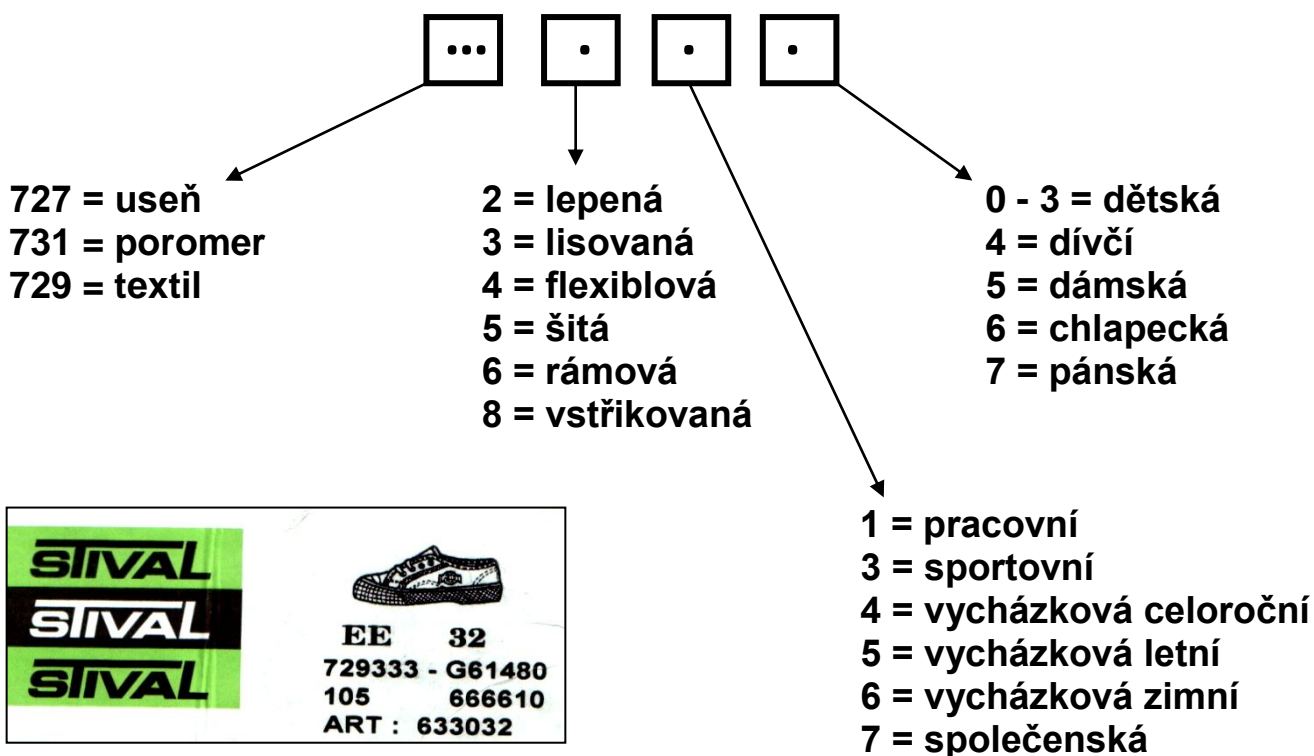 727 = useň
731 = poromer
729 = textil
2 = lepená
3 = lisovaná
4 = flexiblová
5 = šitá
6 = rámová
8 = vstřikovaná
0 - 3 = dětská
4 = dívčí
5 = dámská
6 = chlapecká
7 = pánská
1 = pracovní
3 = sportovní
4 = vycházková celoroční
5 = vycházková letní
6 = vycházková zimní
7 = společenská
STIVAL
STIVAL
STIVAL
EE 32
729333 - G61480
105 666610
ART : 633032